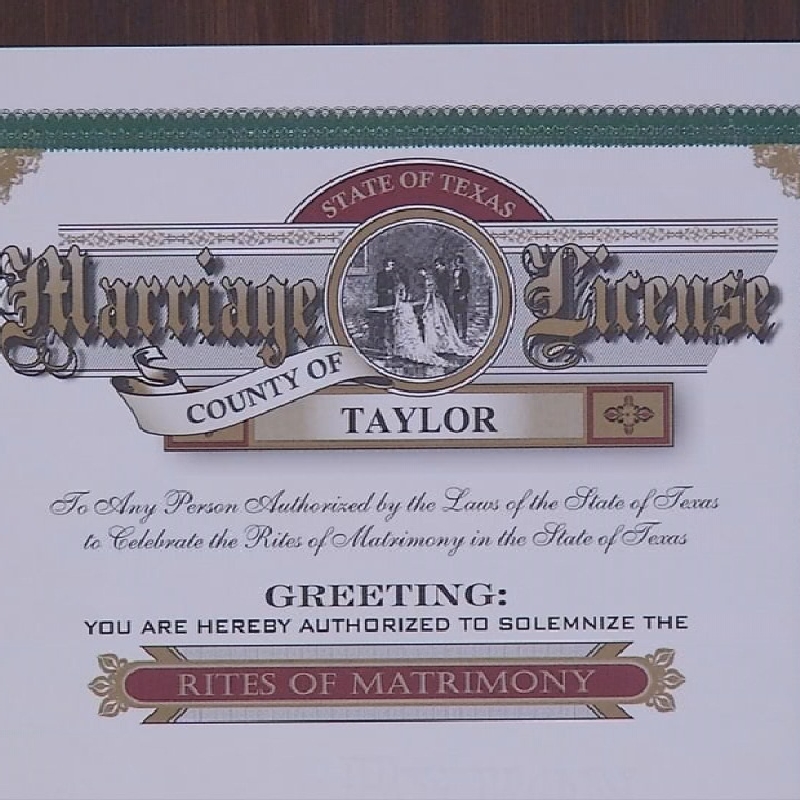 STATE OF TEXAS
Marriage License
COUNTY OF
TAYLOR
To Any Person Authorized by the Laws of the State of Texas
to Celebrate the Rites of Matrimony in the State of Texas
GREETING:
YOU ARE HEREBY AUTHORIZED TO SOLEMNIZE THE
RITES OF MATRIMONY